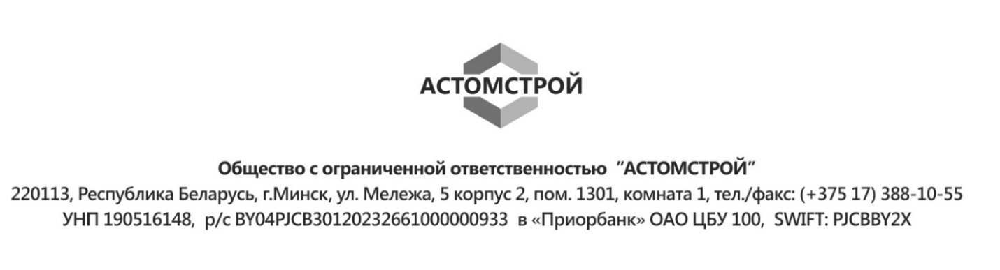 АСТОМСТРОЙ
Общество с ограниченной ответственностью "АСТОМСТРОЙ"
220113, Республика Беларусь, г.Минск, ул. Мележа, 5 корпус 2, пом. 1301, комната 1, тел./факс: (+375 17) 388-10-55
УНП 190516148, р/с BY04PJCB30120232661000000933 в «Приорбанк» ОАО ЦБУ 100, SWIFT: PJCBBY2X